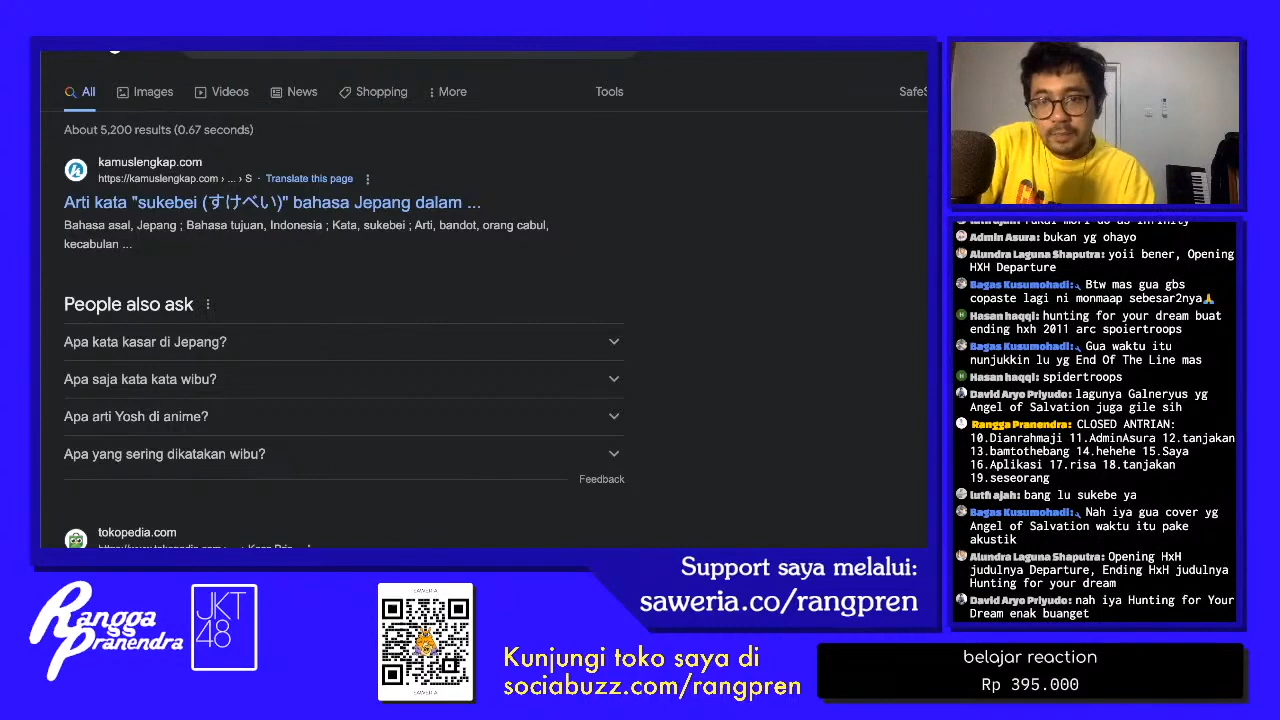 All
Images
Videos
News
Shopping
More
Tools
SafeS
About 5,200 results (0.67 seconds)
kamuslengkap.com
https://kamuslengkap.com › ... › S · Translate this page
Arti kata "sukebei (すけべい)" bahasa Jepang dalam ...
Bahasa asal, Jepang ; Bahasa tujuan, Indonesia ; Kata, sukebei ; Arti, bandot, orang cabul,
kecabulan ...
People also ask
Apa kata kasar di Jepang?
Apa saja kata kata wibu?
Apa arti Yosh di anime?
Apa yang sering dikatakan wibu?
Feedback
tokopedia.com
Admin Asura: bukan yg ohayo
Alundra Laguna Shaputra: yoii bener, Opening
HXH Departure
Bagas Kusumohadi: Btw mas gua gbs
copaste lagi ni monmaap sebesar2nya🙏
Hasan haqqi: hunting for your dream buat
ending hxh 2011 arc spoiertroops
Bagas Kusumohadi: Gua waktu itu
nunjukkin lu yg End Of The Line mas
Hasan haqqi: spidertroops
David Aryo Priyudo: lagunya Galneryus yg
Angel of Salvation juga gile sih
Rangga Pranendra: CLOSED ANTRIAN:
10.Dianrahmaji 11.AdminAsura 12.tanjakan
13.bamtothebang 14.hehehe 15.Saya
16.Aplikasi 17.risa 18.tanjakan
19.seseorang
lutfi ajah: bang lu sukebe ya
Bagas Kusumohadi: Nah iya gua cover yg
Angel of Salvation waktu itu pake
akustik
Alundra Laguna Shaputra: Opening HxH
judulnya Departure, Ending HxH judulnya
Hunting for your dream
David Aryo Priyudo: nah iya Hunting for Your
Dream enak buanget
Support saya melalui:
saweria.co/rangpren
Rangga
Pranendra
JKT
48
SAWERIA
SAWERIA
Kunjungi toko saya di
sociabuzz.com/rangpren
belajar reaction
Rp 395.000